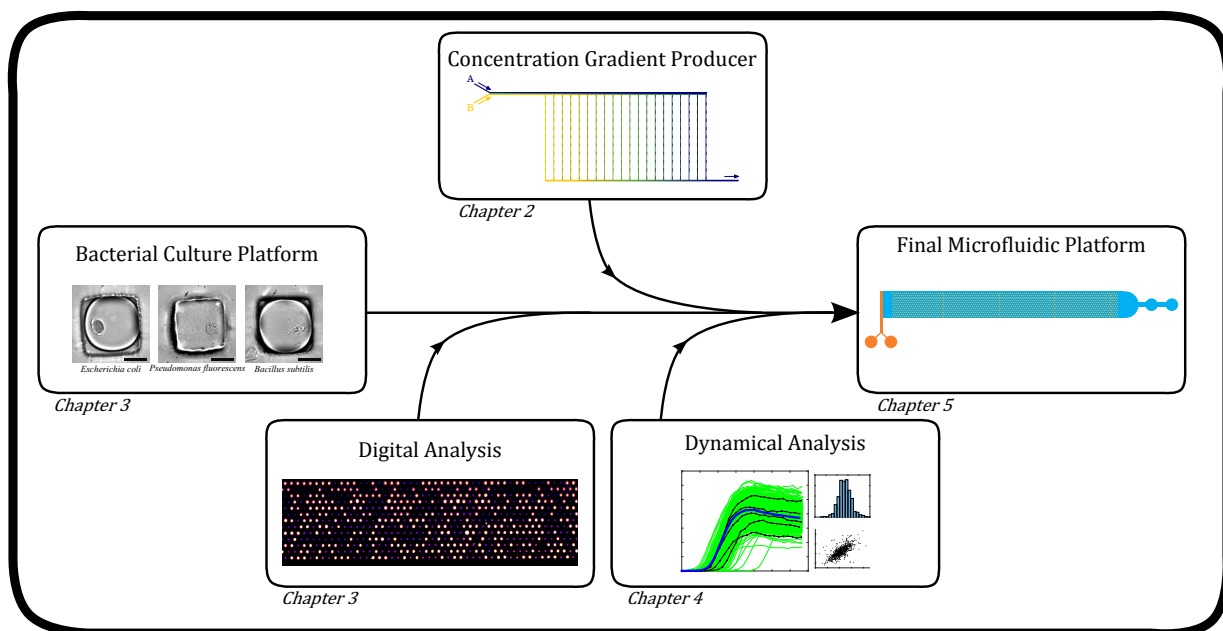 Concentration Gradient Producer
A
B
Chapter 2
Bacterial Culture Platform
Escherichia coli
Pseudomonas fluorescens
Bacillus subtilis
Chapter 3
Final Microfluidic Platform
Chapter 5
Digital Analysis
Chapter 3
Dynamical Analysis
Chapter 4